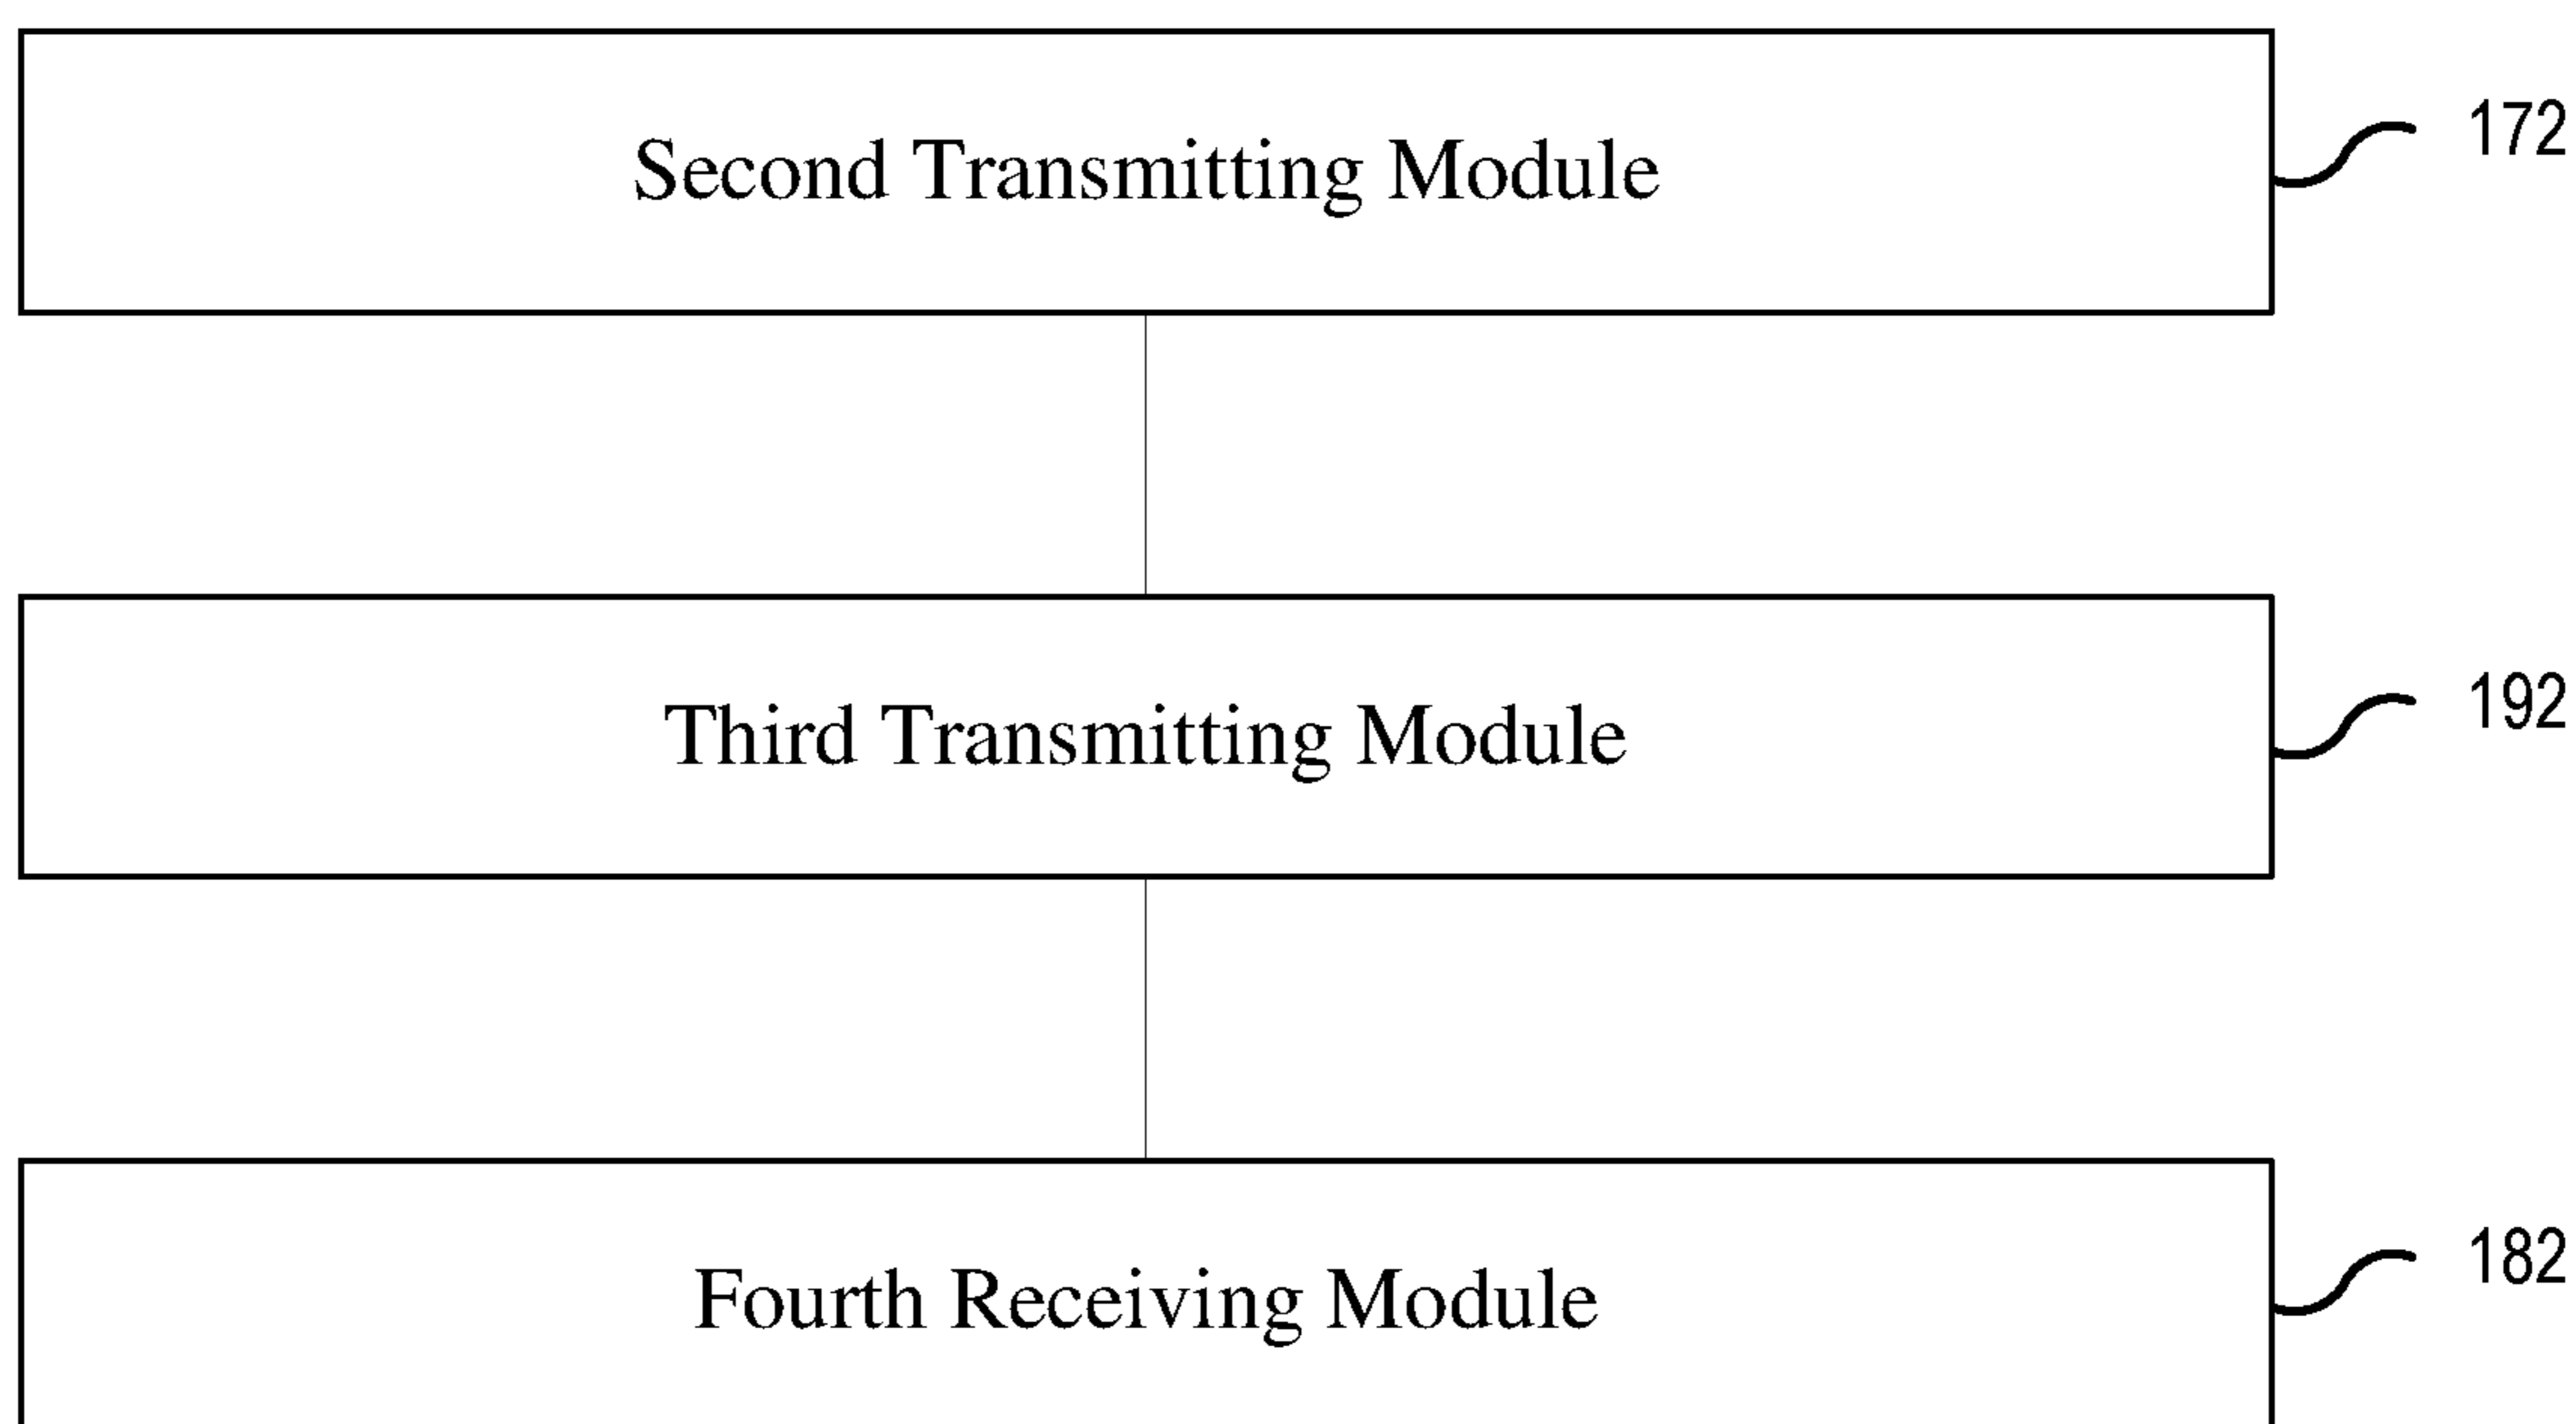 Second Transmitting Module
172
Third Transmitting Module
192
Fourth Receiving Module
182